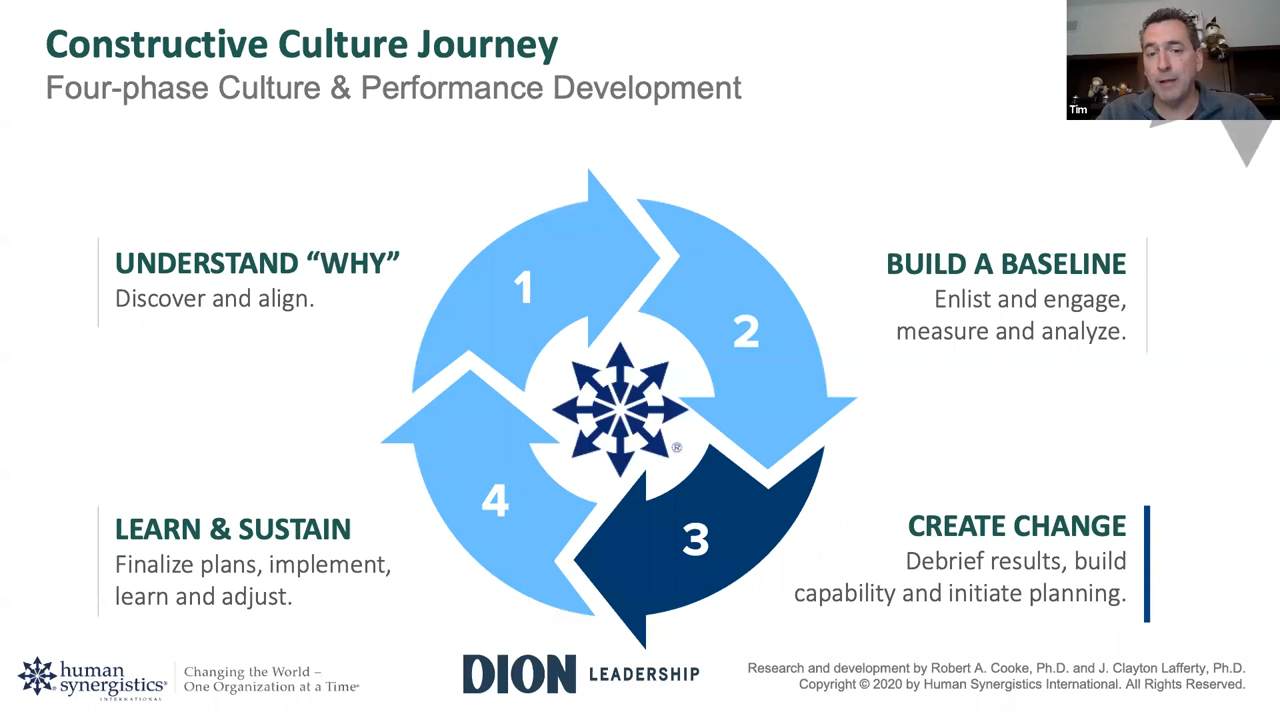 Constructive Culture Journey
Four-phase Culture & Performance Development
Tim
UNDERSTAND “WHY”
Discover and align.
BUILD A BASELINE
Enlist and engage,
measure and analyze.
1
2
3
4
®
LEARN & SUSTAIN
Finalize plans, implement,
learn and adjust.
CREATE CHANGE
Debrief results, build
capability and initiate planning.
human
synergistics®
INTERNATIONAL
Changing the World –
One Organization at a Time®
DION LEADERSHIP
Research and development by Robert A. Cooke, Ph.D. and J. Clayton Lafferty, Ph.D.
Copyright © 2020 by Human Synergistics International. All Rights Reserved.